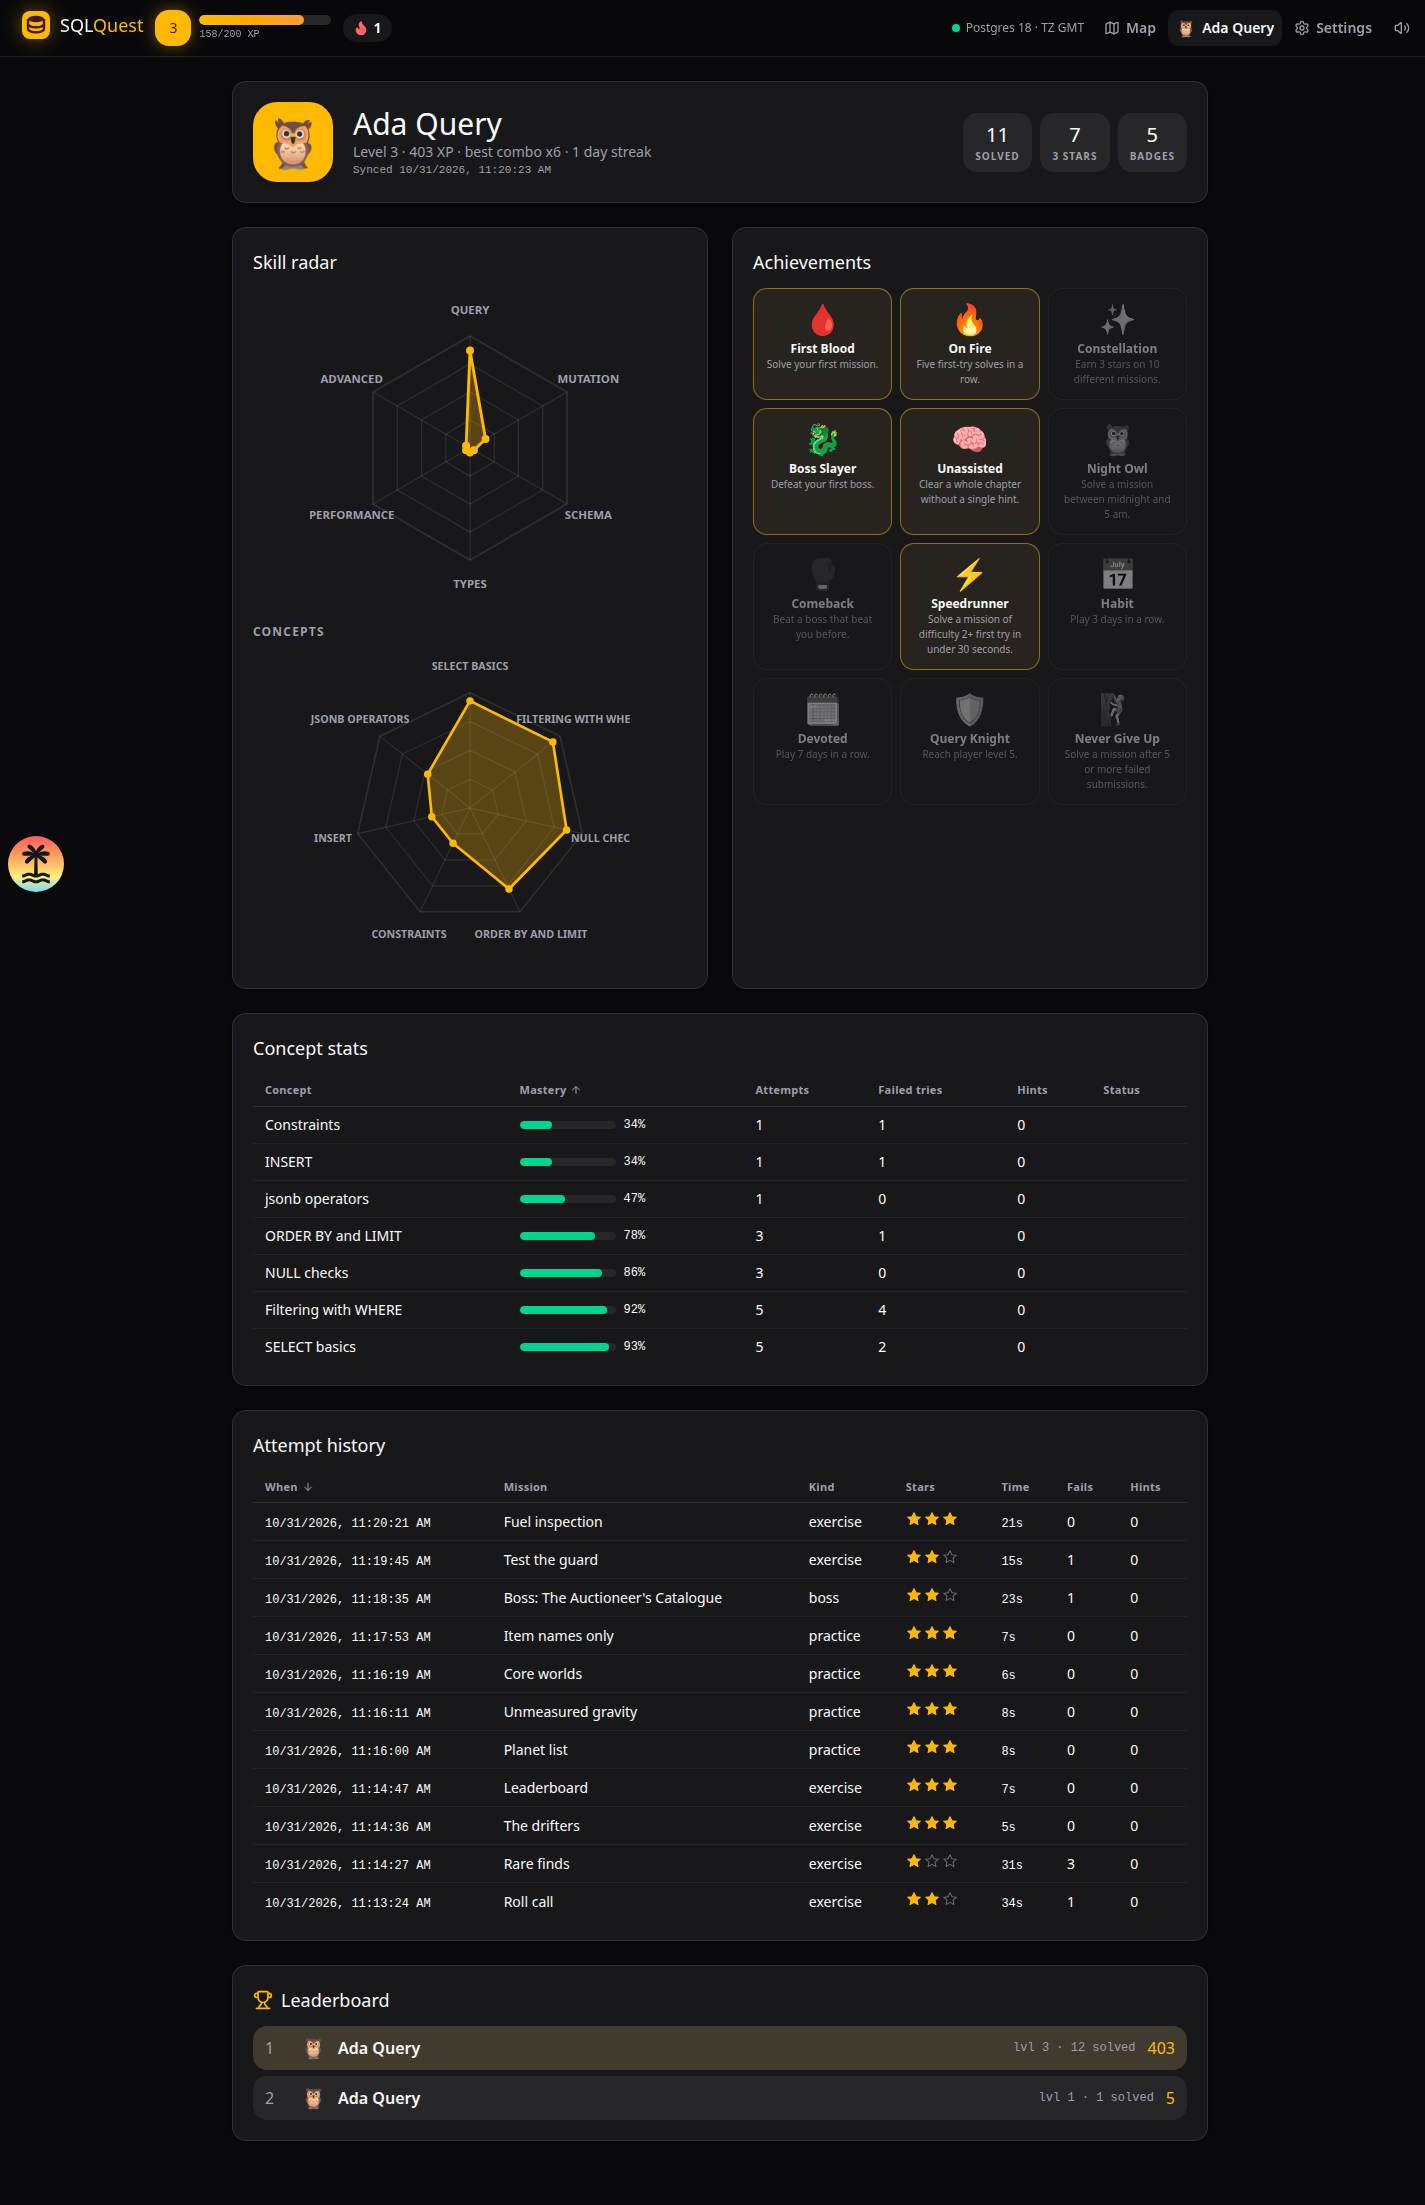 SQLQuest
3
158/200 XP
1
Postgres 18 · TZ GMT
Map
Ada Query
Settings
Ada Query
Level 3 · 403 XP · best combo x6 · 1 day streak
Synced 10/31/2026, 11:20:23 AM
11
SOLVED
7
3 STARS
5
BADGES
Skill radar
QUERY
ADVANCED
MUTATION
PERFORMANCE
SCHEMA
TYPES
CONCEPTS
SELECT BASICS
JSONB OPERATORS
FILTERING WITH WHE
INSERT
NULL CHEC
CONSTRAINTS
ORDER BY AND LIMIT
Achievements
First Blood
Solve your first mission.
On Fire
Five first-try solves in a
row.
Constellation
Earn 3 stars on 10
different missions.
Boss Slayer
Defeat your first boss.
Unassisted
Clear a whole chapter
without a single hint.
Night Owl
Solve a mission
between midnight and
5 am.
Comeback
Beat a boss that beat
you before.
Speedrunner
Solve a mission of
difficulty 2+ first try in
under 30 seconds.
July
17
Habit
Play 3 days in a row.
Devoted
Play 7 days in a row.
Query Knight
Reach player level 5.
Never Give Up
Solve a mission after 5
or more failed
submissions.
Concept stats
Concept Mastery ↑ Attempts Failed tries Hints Status
Constraints 34% 1 1 0
INSERT 34% 1 1 0
jsonb operators 47% 1 0 0
ORDER BY and LIMIT 78% 3 1 0
NULL checks 86% 3 0 0
Filtering with WHERE 92% 5 4 0
SELECT basics 93% 5 2 0
Attempt history
When ↓ Mission Kind Stars Time Fails Hints
10/31/2026, 11:20:21 AM Fuel inspection exercise 21s 0 0
10/31/2026, 11:19:45 AM Test the guard exercise 15s 1 0
10/31/2026, 11:18:35 AM Boss: The Auctioneer's Catalogue boss 23s 1 0
10/31/2026, 11:17:53 AM Item names only practice 7s 0 0
10/31/2026, 11:16:19 AM Core worlds practice 6s 0 0
10/31/2026, 11:16:11 AM Unmeasured gravity practice 8s 0 0
10/31/2026, 11:16:00 AM Planet list practice 8s 0 0
10/31/2026, 11:14:47 AM Leaderboard exercise 7s 0 0
10/31/2026, 11:14:36 AM The drifters exercise 5s 0 0
10/31/2026, 11:14:27 AM Rare finds exercise 31s 3 0
10/31/2026, 11:13:24 AM Roll call exercise 34s 1 0
Leaderboard
1 Ada Query lvl 3 · 12 solved 403
2 Ada Query lvl 1 · 1 solved 5